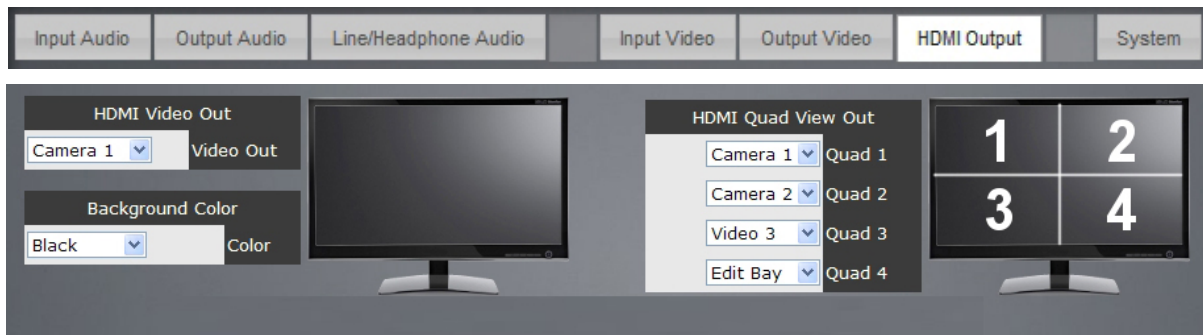 Input Audio Output Audio Line/Headphone Audio Input Video Output Video HDMI Output System
HDMI Video Out
Camera 1 Video Out
Background Color
Black Color
HDMI Quad View Out
Camera 1 Quad 1
Camera 2 Quad 2
Video 3 Quad 3
Edit Bay Quad 4
1 2
3 4